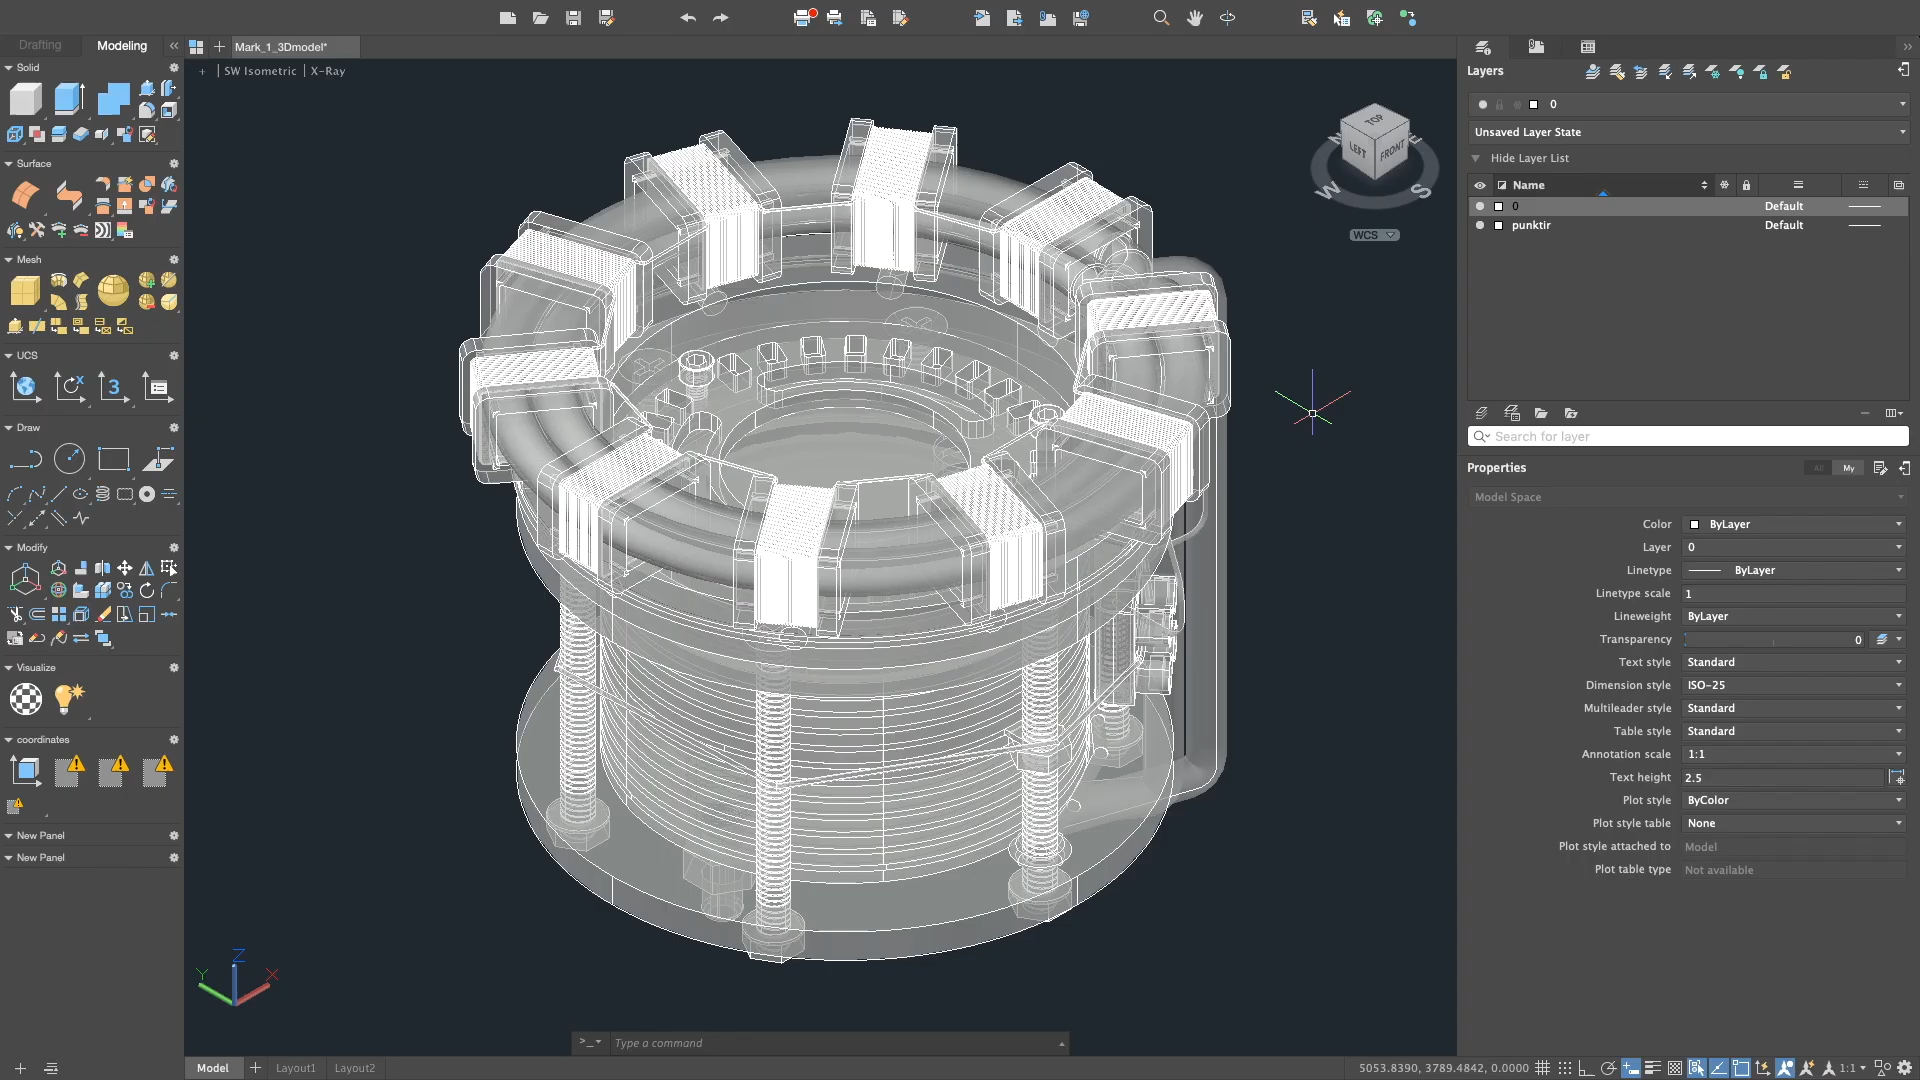 Drafting
Modeling
Mark_1_3Dmodel*
Solid
Surface
Mesh
UCS
Draw
Modify
Visualize
coordinates
New Panel
New Panel
+ | SW Isometric | X-Ray
TOP
LEFT
FRONT
W
S
WCS
Z
Y
X
>_
Type a command
Model
Layout1
Layout2
Layers
0
Unsaved Layer State
Hide Layer List
Name
0 Default
punktir Default
Search for layer
Properties
All My
Model Space
Color ByLayer
Layer 0
Linetype ByLayer
Linetype scale 1
Lineweight ByLayer
Transparency 0
Text style Standard
Dimension style ISO-25
Multileader style Standard
Table style Standard
Annotation scale 1:1
Text height 2.5
Plot style ByColor
Plot style table None
Plot style attached to Model
Plot table type Not available
5053.8390, 3789.4842, 0.0000
1:1